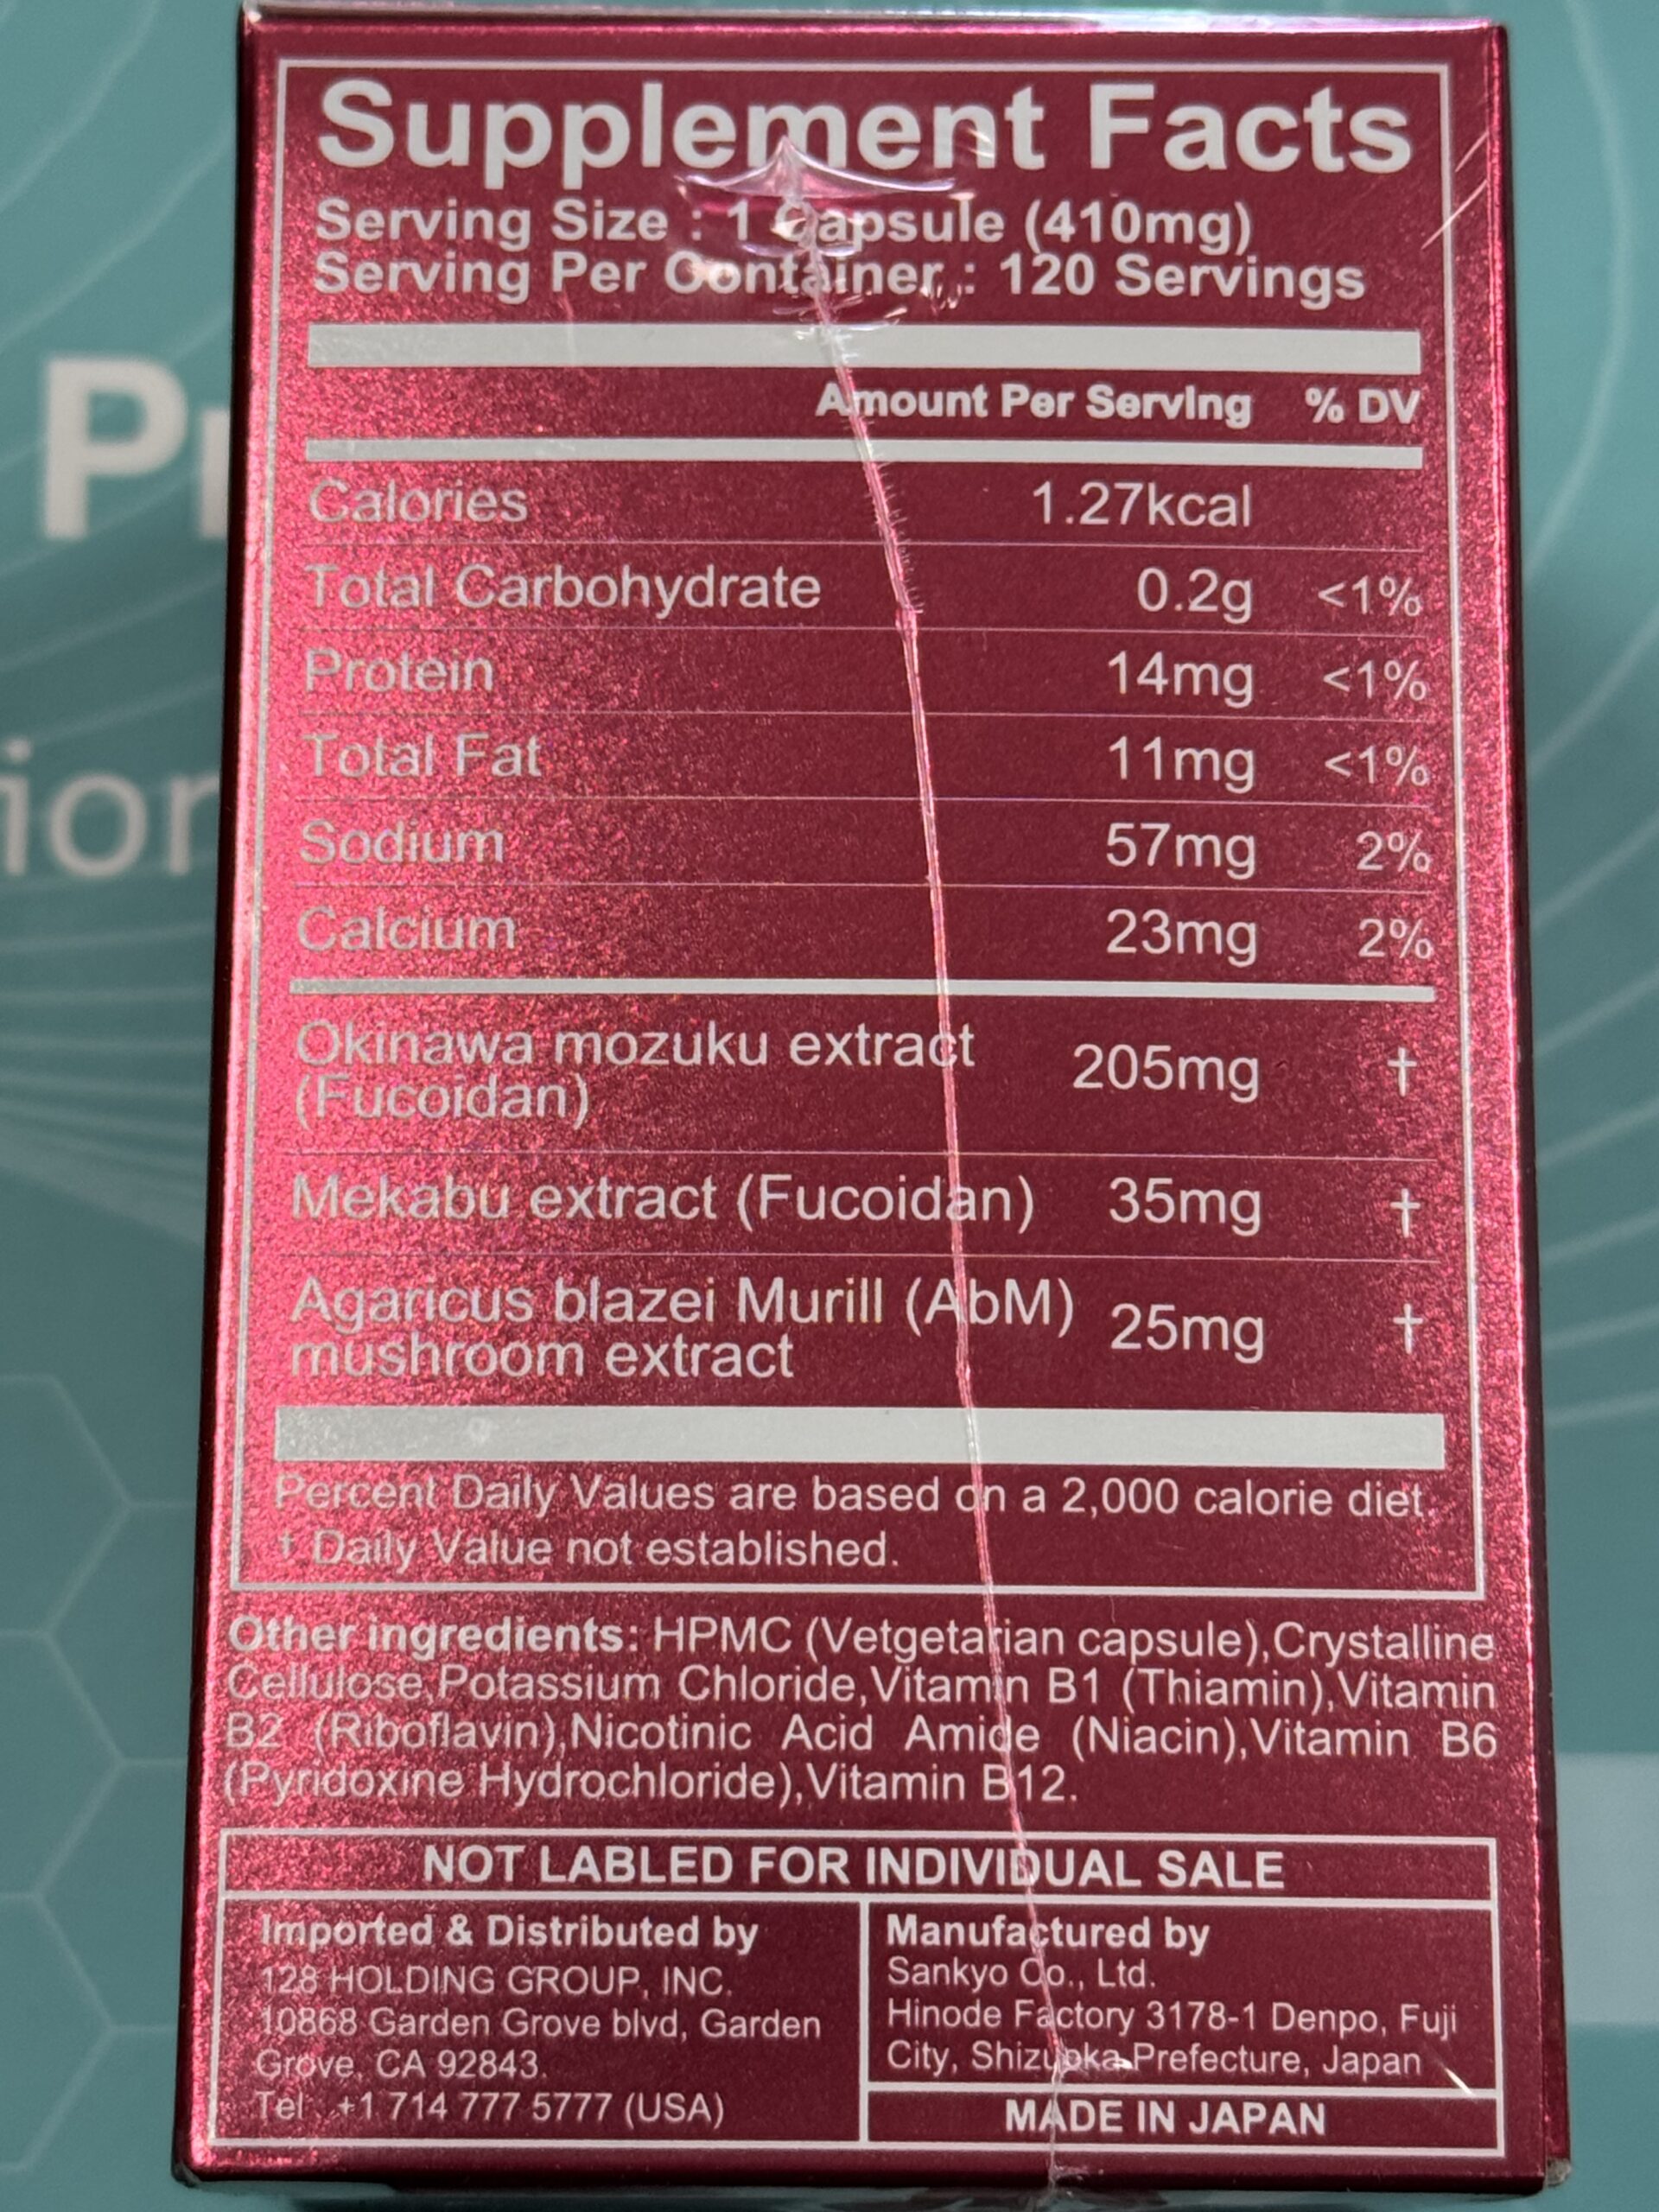 Supplement Facts
Serving Size : 1 Capsule (410mg)
Serving Per Container : 120 Servings
Amount Per Serving % DV
Calories 1.27kcal
Total Carbohydrate 0.2g <1%
Protein 14mg <1%
Total Fat 11mg <1%
Sodium 57mg 2%
Calcium 23mg 2%
Okinawa mozuku extract
(Fucoidan) 205mg †
Mekabu extract (Fucoidan) 35mg †
Agaricus blazei Murill (AbM)
mushroom extract 25mg †
Percent Daily Values are based on a 2,000 calorie diet.
† Daily Value not established.
Other ingredients: HPMC (Vetgetarian capsule),Crystalline
Cellulose,Potassium Chloride,Vitamin B1 (Thiamin),Vitamin
B2 (Riboflavin),Nicotinic Acid Amide (Niacin),Vitamin B6
(Pyridoxine Hydrochloride),Vitamin B12.
NOT LABLED FOR INDIVIDUAL SALE
Imported & Distributed by
128 HOLDING GROUP, INC.
10868 Garden Grove blvd, Garden
Grove, CA 92843.
Tel : +1 714 777 5777 (USA)
Manufactured by
Sankyo Co., Ltd.
Hinode Factory 3178-1 Denpo, Fuji
City, Shizuoka Prefecture, Japan
MADE IN JAPAN